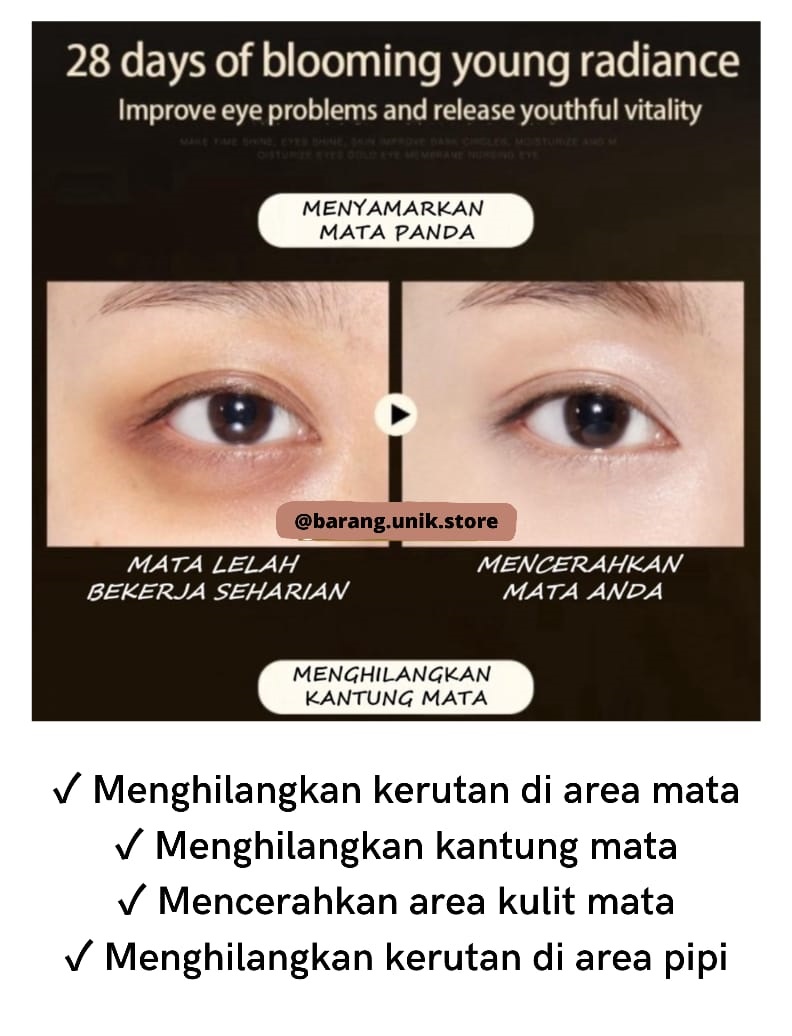 28 days of blooming young radiance
Improve eye problems and release youthful vitality
MAKE TIME SHINE, EYES SHINE, SKIN IMPROVE DARK CIRCLES, MOISTURIZE AND M
OISTURIZE EYES GOLD EYE MEMBRANE NURSING EYE
MENYAMARKAN
MATA PANDA
@barang.unik.store
MATA LELAH
BEKERJA SEHARIAN
MENCERAHKAN
MATA ANDA
MENGHILANGKAN
KANTUNG MATA
✓ Menghilangkan kerutan di area mata
✓ Menghilangkan kantung mata
✓ Mencerahkan area kulit mata
✓ Menghilangkan kerutan di area pipi